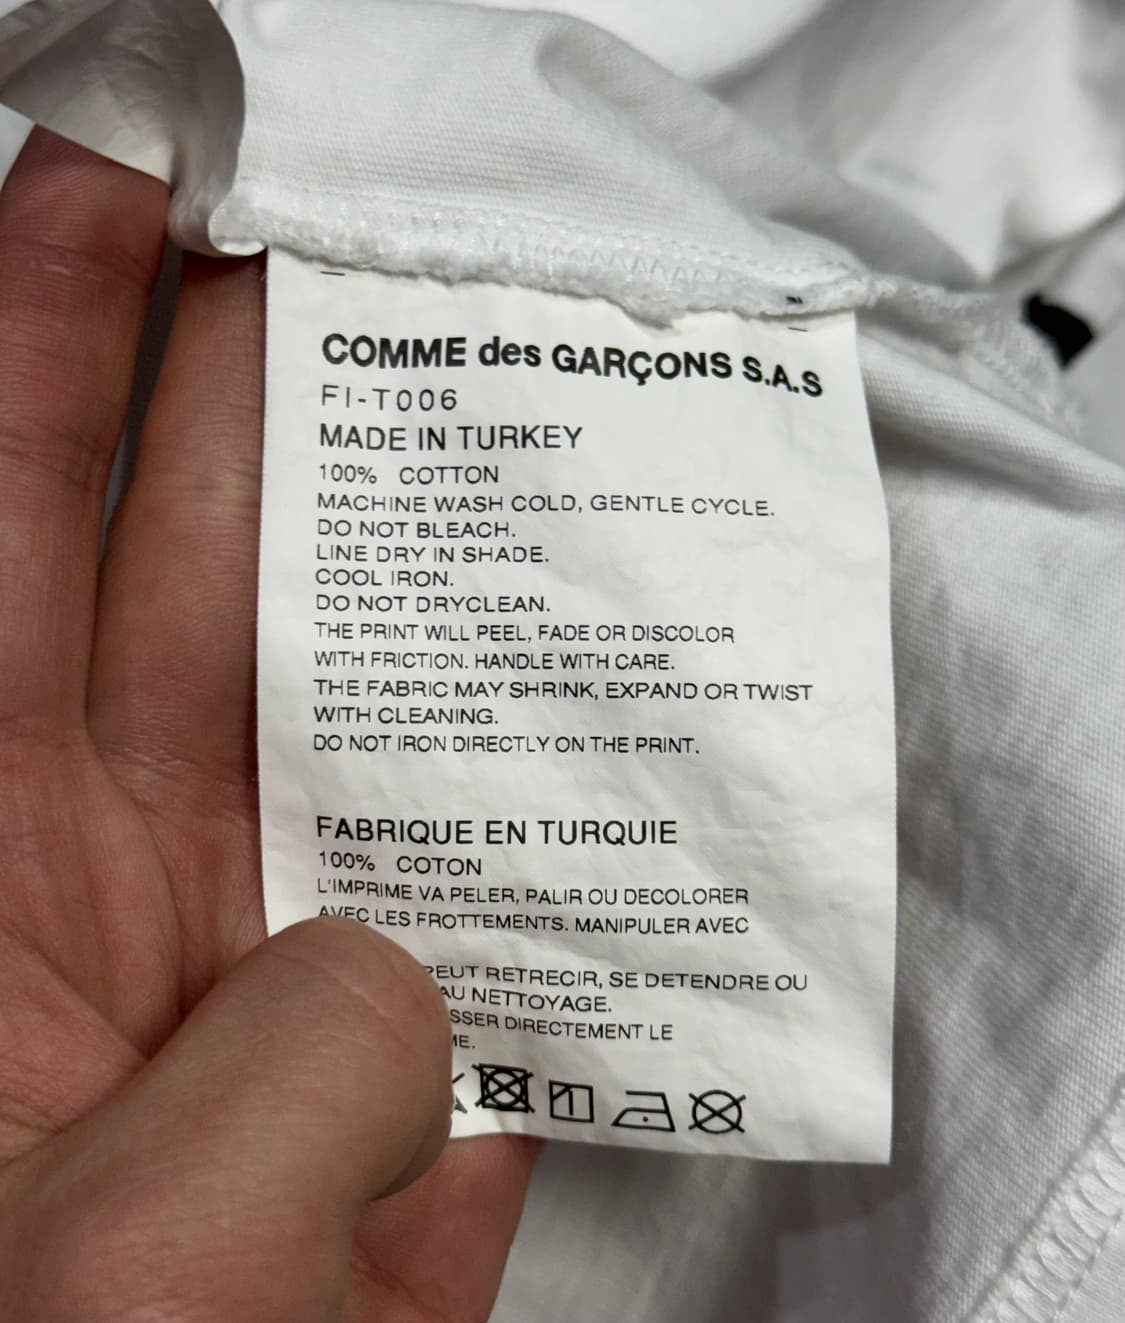 COMME des GARÇONS S.A.S
FI-T006
MADE IN TURKEY
100% COTTON
MACHINE WASH COLD, GENTLE CYCLE.
DO NOT BLEACH.
LINE DRY IN SHADE.
COOL IRON.
DO NOT DRYCLEAN.
THE PRINT WILL PEEL, FADE OR DISCOLOR
WITH FRICTION. HANDLE WITH CARE.
THE FABRIC MAY SHRINK, EXPAND OR TWIST
WITH CLEANING.
DO NOT IRON DIRECTLY ON THE PRINT.
FABRIQUE EN TURQUIE
100% COTON
L'IMPRIME VA PELER, PALIR OU DECOLORER
AVEC LES FROTTEMENTS. MANIPULER AVEC
PEUT RETRECIR, SE DETENDRE OU
AU NETTOYAGE.
DIRECTEMENT LE